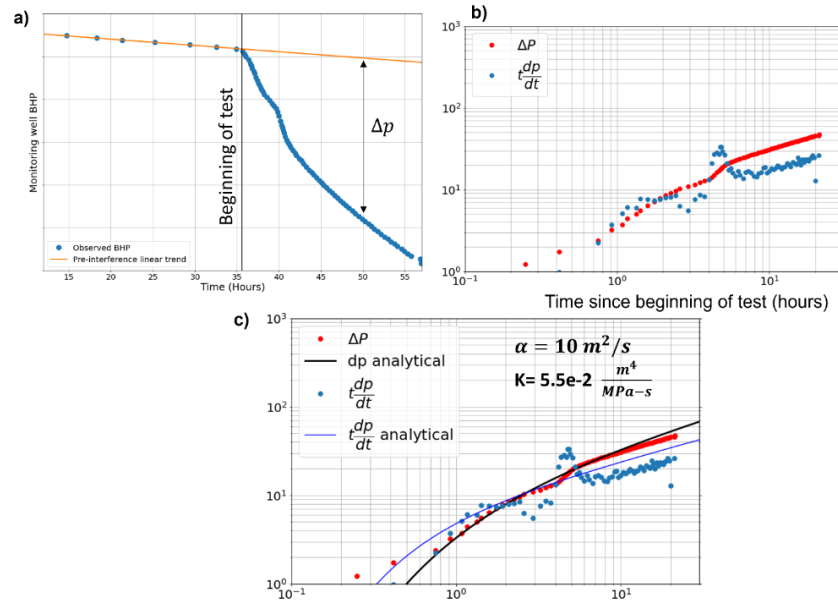 a)
Monitoring well BHP
Beginning of test
Δp
Observed BHP
Pre-interference linear trend
15 20 25 30 35 40 45 50 55
Time (Hours)
b)
10³
10²
10¹
10⁰
ΔP
t dp/dt
10⁻¹ 10⁰ 10¹
Time since beginning of test (hours)
c)
10³
10²
10¹
10⁰
ΔP
dp analytical
t dp/dt
t dp/dt analytical
α = 10 m²/s
K= 5.5e-2 m⁴/MPa−s
10⁻¹ 10⁰ 10¹